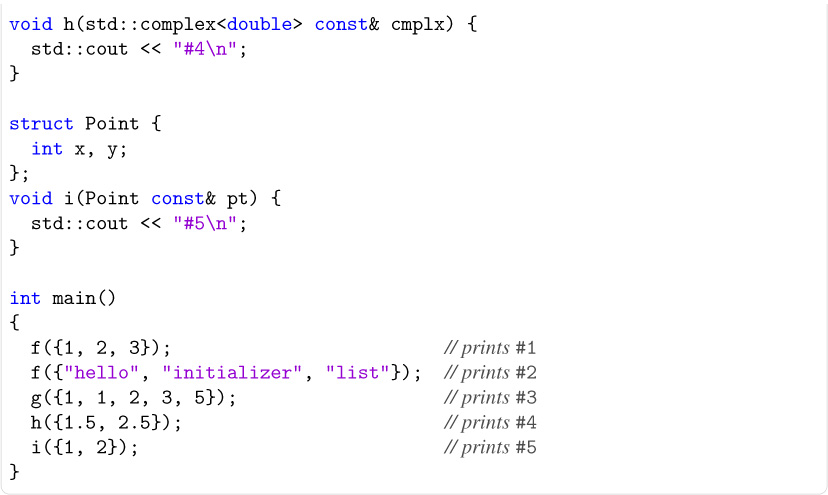 void h(std::complex<double> const& cmplx) {
  std::cout << "#4\n";
}

struct Point {
  int x, y;
};
void i(Point const& pt) {
  std::cout << "#5\n";
}

int main()
{
  f({1, 2, 3});                         // prints #1
  f({"hello", "initializer", "list"});  // prints #2
  g({1, 1, 2, 3, 5});                   // prints #3
  h({1.5, 2.5});                        // prints #4
  i({1, 2});                            // prints #5
}